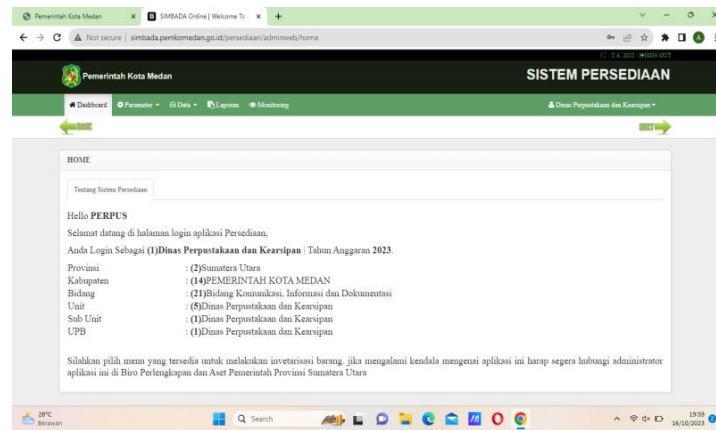 Pemerintah Kota Medan
SIMBADA Online | Welcome To
Not secure | simbada.pemkomedan.go.id/persediaan/adminweb/home
T.A. 2023 SIGN OUT
Pemerintah Kota Medan
SISTEM PERSEDIAAN
Dashboard Parameter Data Laporan Monitoring
Dinas Perpustakaan dan Kearsipan
BACK
NEXT
HOME
Tentang Sistem Persediaan
Hello PERPUS
Selamat datang di halaman login aplikasi Persediaan,
Anda Login Sebagai (1)Dinas Perpustakaan dan Kearsipan | Tahun Anggaran 2023.
Provinsi : (2)Sumatera Utara
Kabupaten : (14)PEMERINTAH KOTA MEDAN
Bidang : (21)Bidang Komunikasi, Informasi dan Dokumentasi
Unit : (5)Dinas Perpustakaan dan Kearsipan
Sub Unit : (1)Dinas Perpustakaan dan Kearsipan
UPB : (1)Dinas Perpustakaan dan Kearsipan
Silahkan pilih menu yang tersedia untuk melakukan invetarisasi barang. jika mengalami kendala mengenai aplikasi ini harap segera hubungi administrator
aplikasi ini di Biro Perlengkapan dan Aset Pemerintah Provinsi Sumatera Utara
28°C
Berawan
Search
19:59
16/10/2023